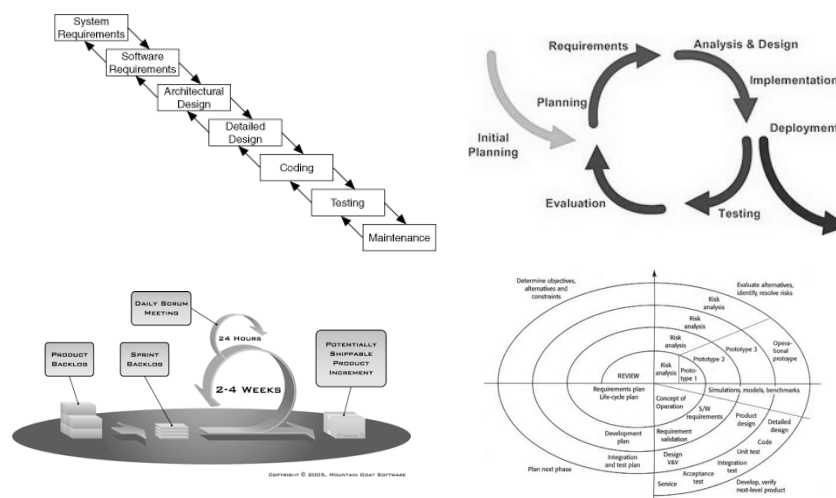 System
Requirements
Software
Requirements
Architectural
Design
Detailed
Design
Coding
Testing
Maintenance
Requirements
Analysis & Design
Implementation
Planning
Deployment
Initial
Planning
Evaluation
Testing
DAILY SCRUM
MEETING
24 HOURS
PRODUCT
BACKLOG
SPRINT
BACKLOG
2-4 WEEKS
POTENTIALLY
SHIPPABLE
PRODUCT
INCREMENT
COPYRIGHT © 2005, MOUNTAIN GOAT SOFTWARE
Determine objectives,
alternatives and
constraints
Evaluate alternatives,
identify, resolve risks
Risk
analysis
Risk
analysis
Risk
analysis
Risk
analysis
Opera-
tional
protoype
Prototype 3
Prototype 2
Proto-
type 1
REVIEW
Requirements plan
Life-cycle plan
Simulations, models, benchmarks
Concept of
Operation
S/W
requirements
Product
design
Detailed
design
Development
plan
Requirement
validation
Code
Unit test
Integration
and test plan
Design
V&V
Integration
test
Plan next phase
Acceptance
test
Service
Develop, verify
next-level product